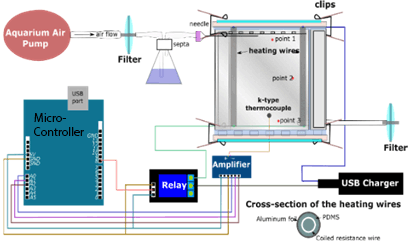 clips
Aquarium Air
Pump
needle
air flow
Filter
septa
point 1
heating wires
point 2
k-type
thermocouple
point 3
USB
port
Micro-
Controller
Amplifier
Filter
Relay
USB Charger
Cross-section of the heating wires
Aluminum foil
PDMS
Coiled resistance wire